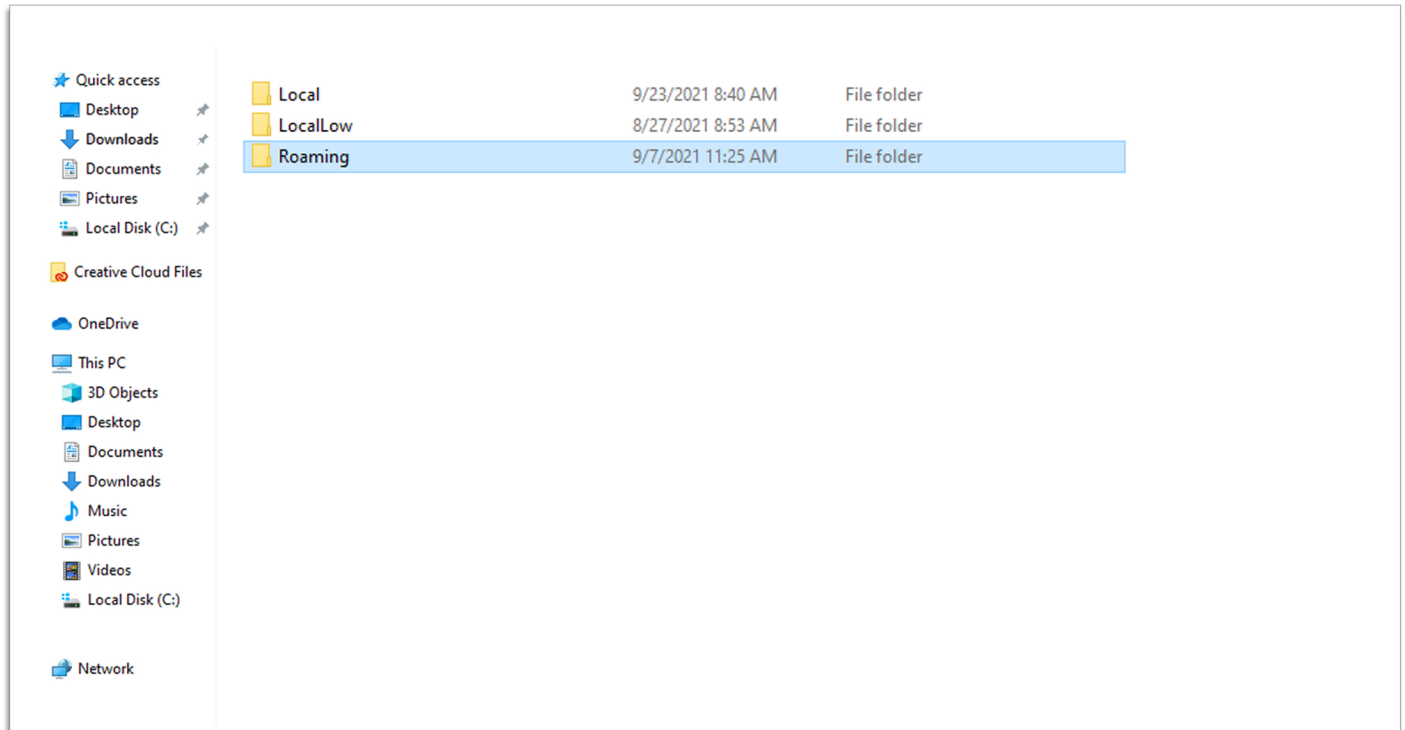 Quick access
Desktop
Downloads
Documents
Pictures
Local Disk (C:)
Creative Cloud Files
OneDrive
This PC
3D Objects
Desktop
Documents
Downloads
Music
Pictures
Videos
Local Disk (C:)
Network
Local 9/23/2021 8:40 AM File folder
LocalLow 8/27/2021 8:53 AM File folder
Roaming 9/7/2021 11:25 AM File folder